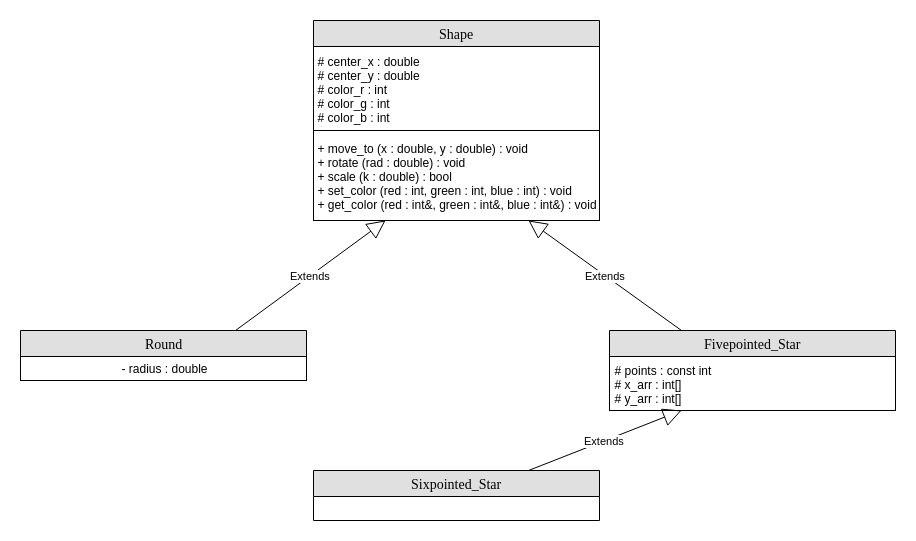 Shape
# center_x : double
# center_y : double
# color_r : int
# color_g : int
# color_b : int
+ move_to (x : double, y : double) : void
+ rotate (rad : double) : void
+ scale (k : double) : bool
+ set_color (red : int, green : int, blue : int) : void
+ get_color (red : int&, green : int&, blue : int&) : void
Extends
Extends
Round
- radius : double
Fivepointed_Star
# points : const int
# x_arr : int[]
# y_arr : int[]
Extends
Sixpointed_Star